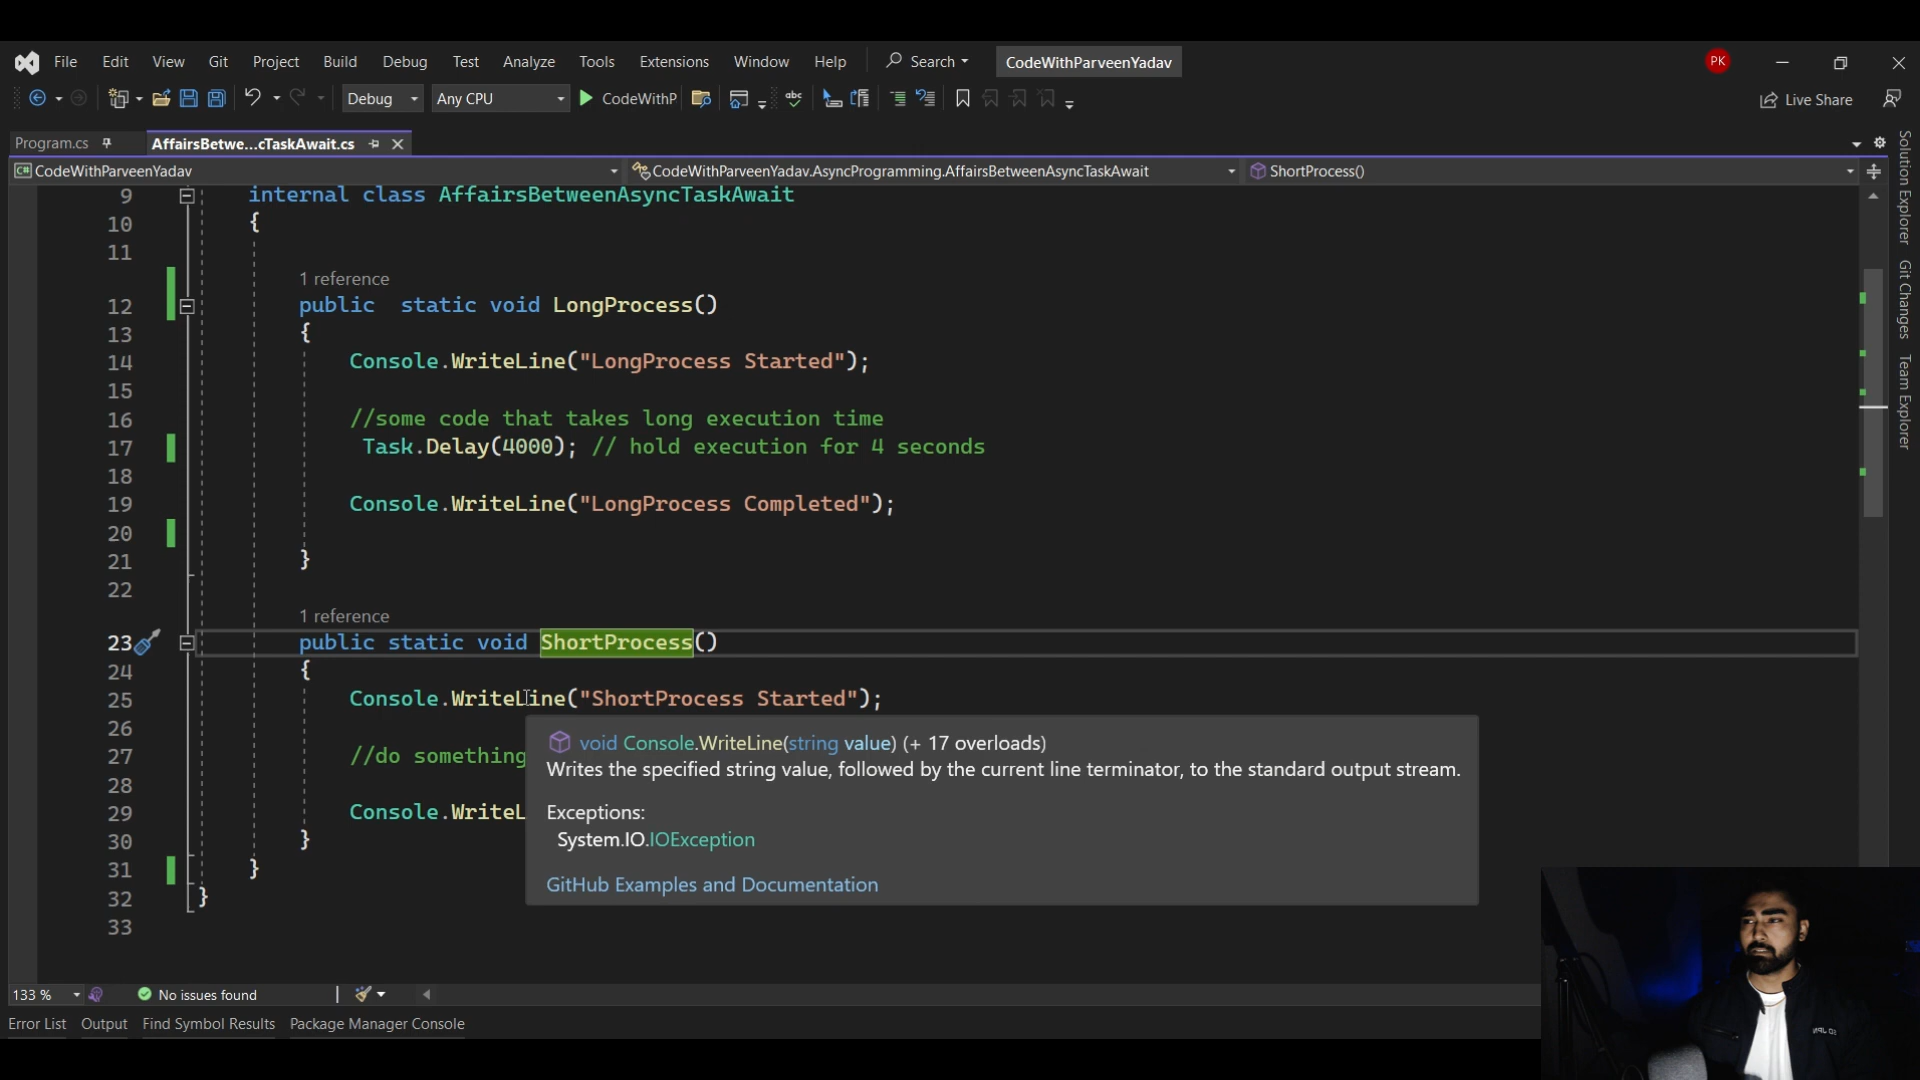 File Edit View Git Project Build Debug Test Analyze Tools Extensions Window Help Search CodeWithParveenYadav PK
Debug Any CPU CodeWithP abc Live Share
Program.cs AffairsBetwe...cTaskAwait.cs
C# CodeWithParveenYadav CodeWithParveenYadav.AsyncProgramming.AffairsBetweenAsyncTaskAwait ShortProcess()
9 internal class AffairsBetweenAsyncTaskAwait
10 {
11
1 reference
12 public  static void LongProcess()
13 {
14 Console.WriteLine("LongProcess Started");
15
16 //some code that takes long execution time
17 Task.Delay(4000); // hold execution for 4 seconds
18
19 Console.WriteLine("LongProcess Completed");
20
21 }
22
1 reference
23 public static void ShortProcess()
24 {
25 Console.WriteLine("ShortProcess Started");
26
27 //do something
28
29 Console.WriteL
30 }
31 }
32 }
33
void Console.WriteLine(string value) (+ 17 overloads)
Writes the specified string value, followed by the current line terminator, to the standard output stream.
Exceptions:
System.IO.IOException
GitHub Examples and Documentation
Solution Explorer
Git Changes
Team Explorer
133 % No issues found
Error List Output Find Symbol Results Package Manager Console